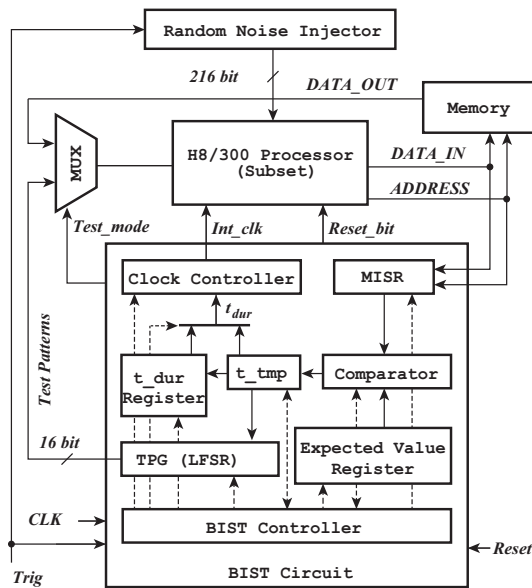 Random Noise Injector
216 bit
DATA_OUT
Memory
MUX
H8/300 Processor
(Subset)
DATA_IN
ADDRESS
Test_mode
Int_clk
Reset_bit
Clock Controller
MISR
t_dur
t_dur
Register
t_tmp
Comparator
Test Patterns
16 bit
TPG (LFSR)
Expected Value
Register
CLK
BIST Controller
Reset
Trig
BIST Circuit